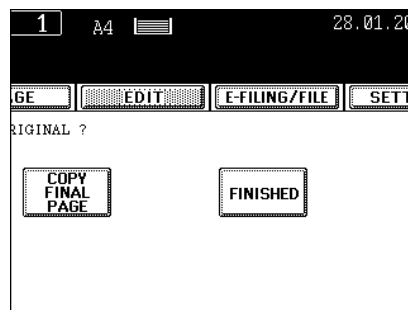 1 A4 28.01.20
.GE EDIT E-FILING/FILE SETT
RIGINAL ?
COPY
FINAL
PAGE
FINISHED